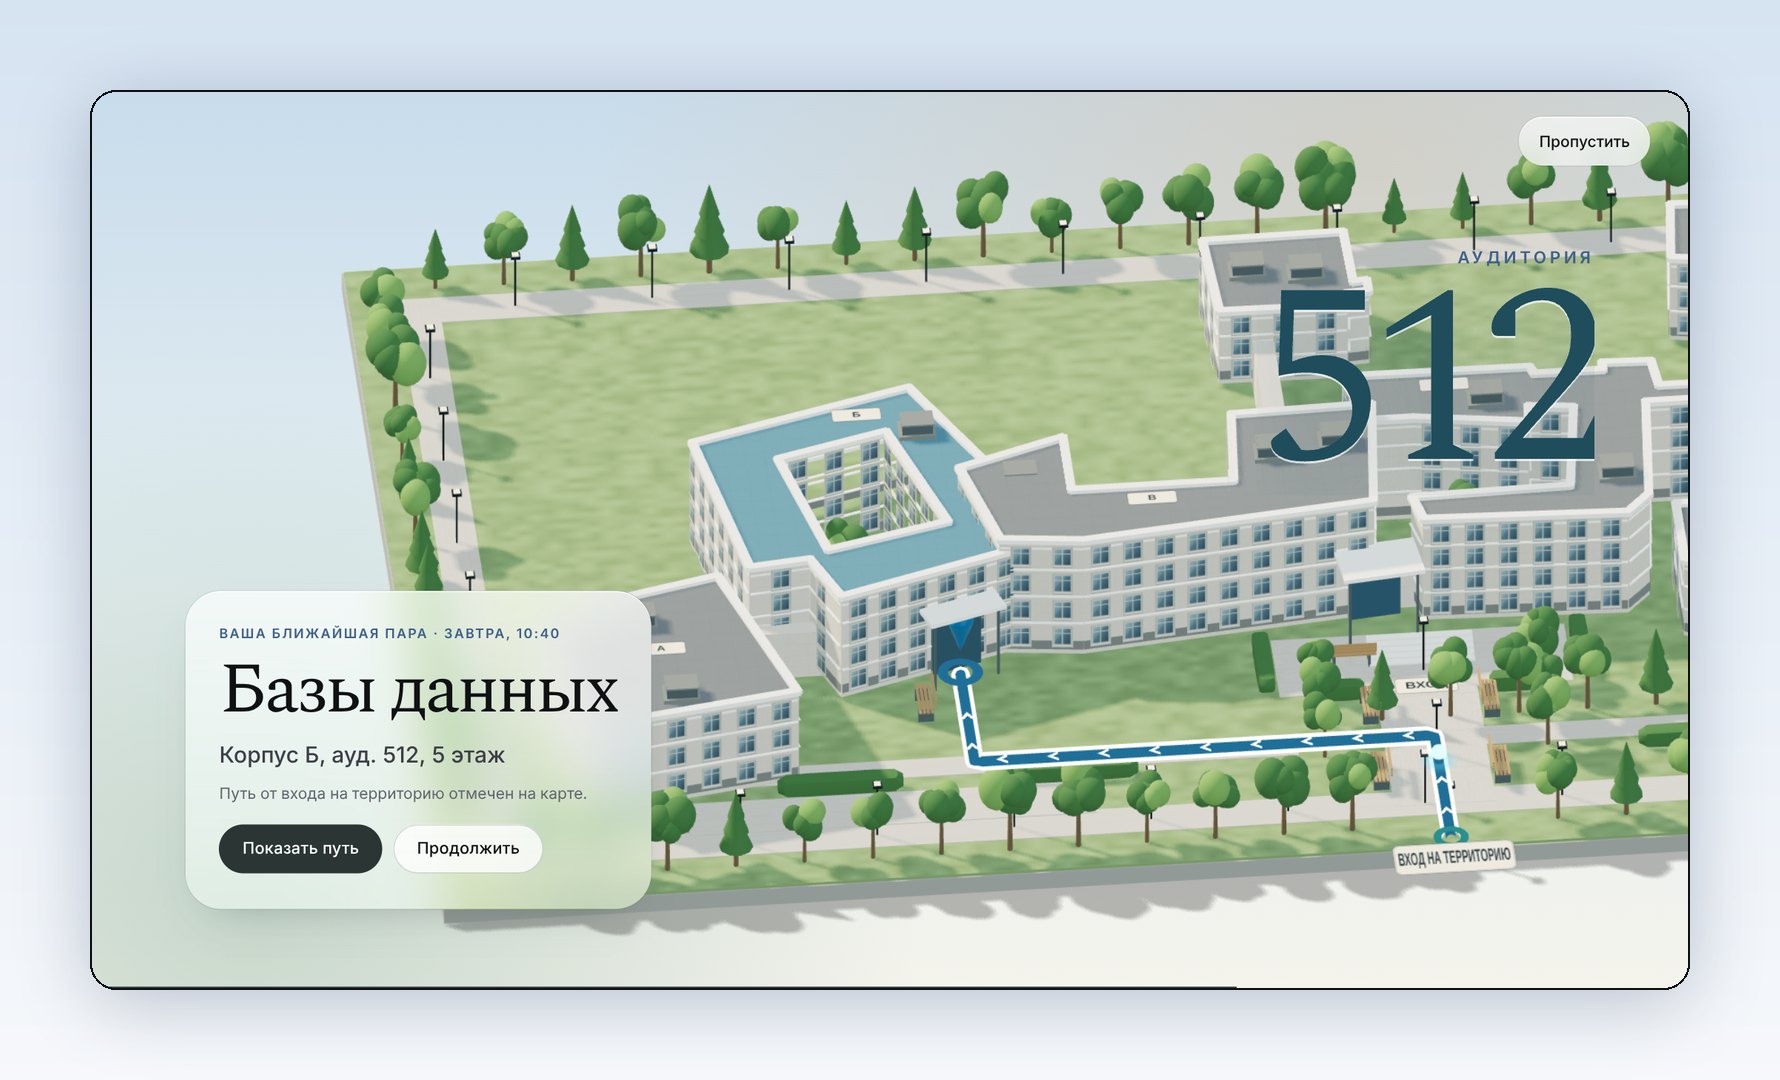 Пропустить
АУДИТОРИЯ
512
Б
В
А
ВАША БЛИЖАЙШАЯ ПАРА · ЗАВТРА, 10:40
Базы данных
Корпус Б, ауд. 512, 5 этаж
Путь от входа на территорию отмечен на карте.
Показать путь
Продолжить
ВХОД НА ТЕРРИТОРИЮ